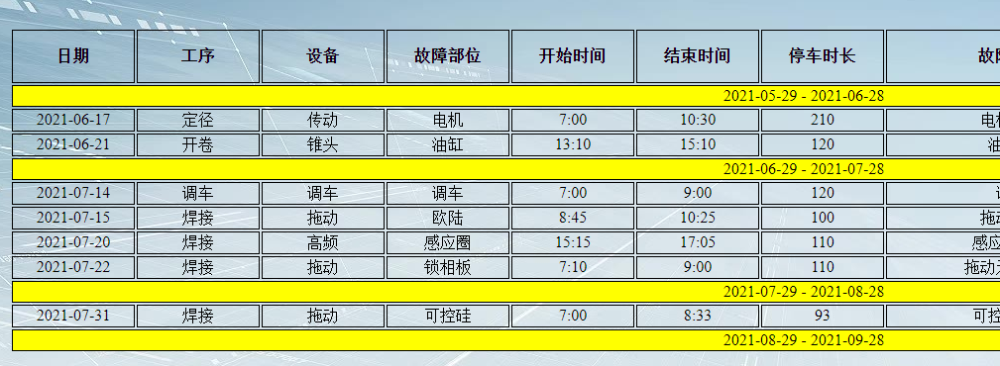 日期 工序 设备 故障部位 开始时间 结束时间 停车时长 故
2021-05-29 - 2021-06-28
2021-06-17 定径 传动 电机 7:00 10:30 210 电
2021-06-21 开卷 锥头 油缸 13:10 15:10 120 油
2021-06-29 - 2021-07-28
2021-07-14 调车 调车 调车 7:00 9:00 120
2021-07-15 焊接 拖动 欧陆 8:45 10:25 100 拖
2021-07-20 焊接 高频 感应圈 15:15 17:05 110 感应
2021-07-22 焊接 拖动 锁相板 7:10 9:00 110 拖动
2021-07-29 - 2021-08-28
2021-07-31 焊接 拖动 可控硅 7:00 8:33 93 可控
2021-08-29 - 2021-09-28